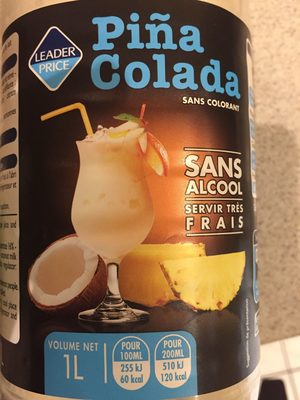 LEADER
PRICE
Piña
Colada
SANS COLORANT
SANS
ALCOOL
SERVIR TRÈS
FRAIS
VOLUME NET
1L
POUR
100ML
255 kJ
60 kcal
POUR
200ML
510 kJ
120 kcal